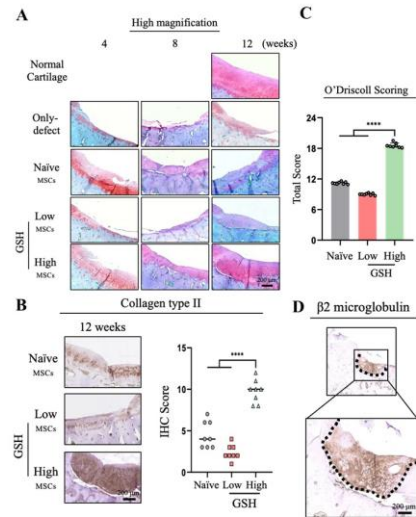 A
High magnification
4 8 12 (weeks)
Normal
Cartilage
Only-
defect
Naïve
MSCs
Low
MSCs
GSH
High
MSCs
200 μm
B
Collagen type II
12 weeks
Naïve
MSCs
Low
MSCs
GSH
High
MSCs
200 μm
IHC Score
15
10
5
0
****
Naïve Low High
GSH
C
O'Driscoll Scoring
Total Score
24
18
12
6
0
****
Naïve Low High
GSH
D
β2 microglobulin
200 μm